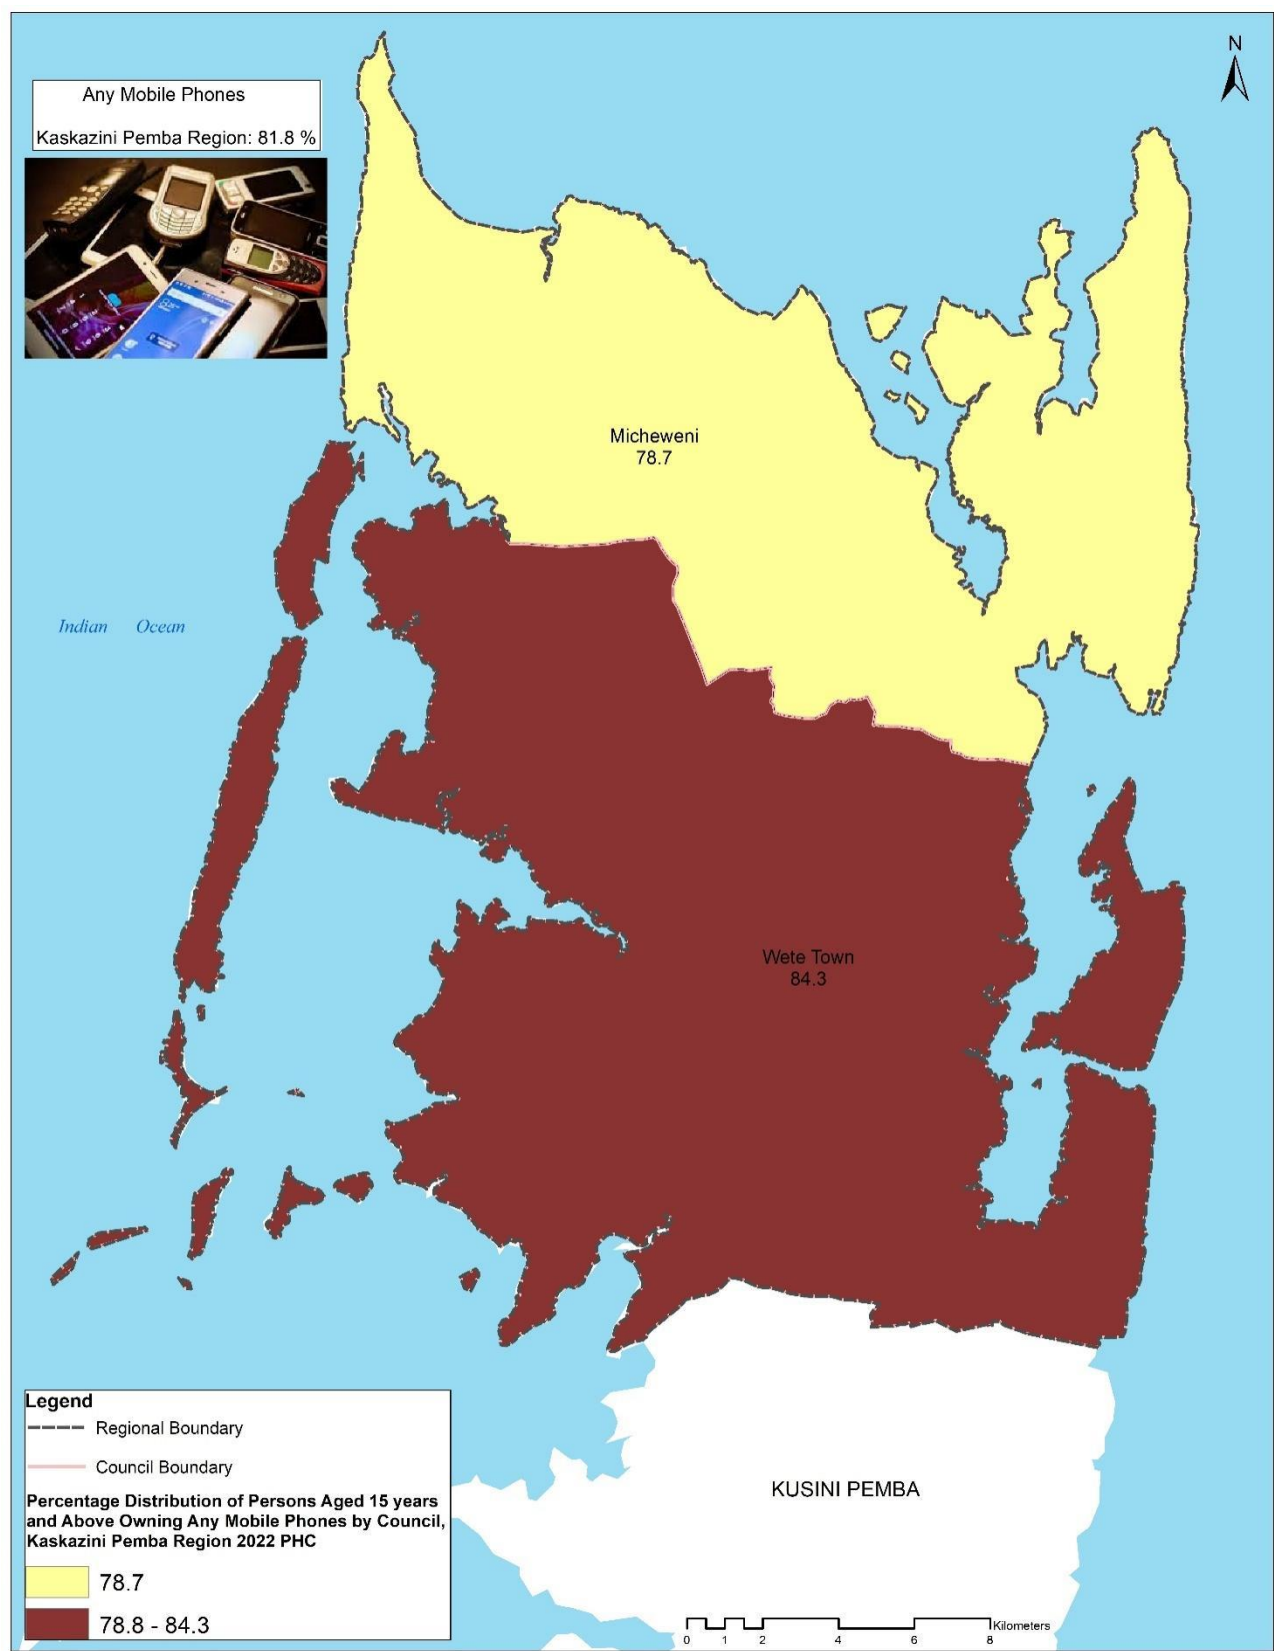 N
Any Mobile Phones
Kaskazini Pemba Region: 81.8 %
Micheweni
78.7
Indian Ocean
Wete Town
84.3
KUSINI PEMBA
Legend
Regional Boundary
Council Boundary
Percentage Distribution of Persons Aged 15 years
and Above Owning Any Mobile Phones by Council,
Kaskazini Pemba Region 2022 PHC
78.7
78.8 - 84.3
Kilometers
0 1 2 4 6 8